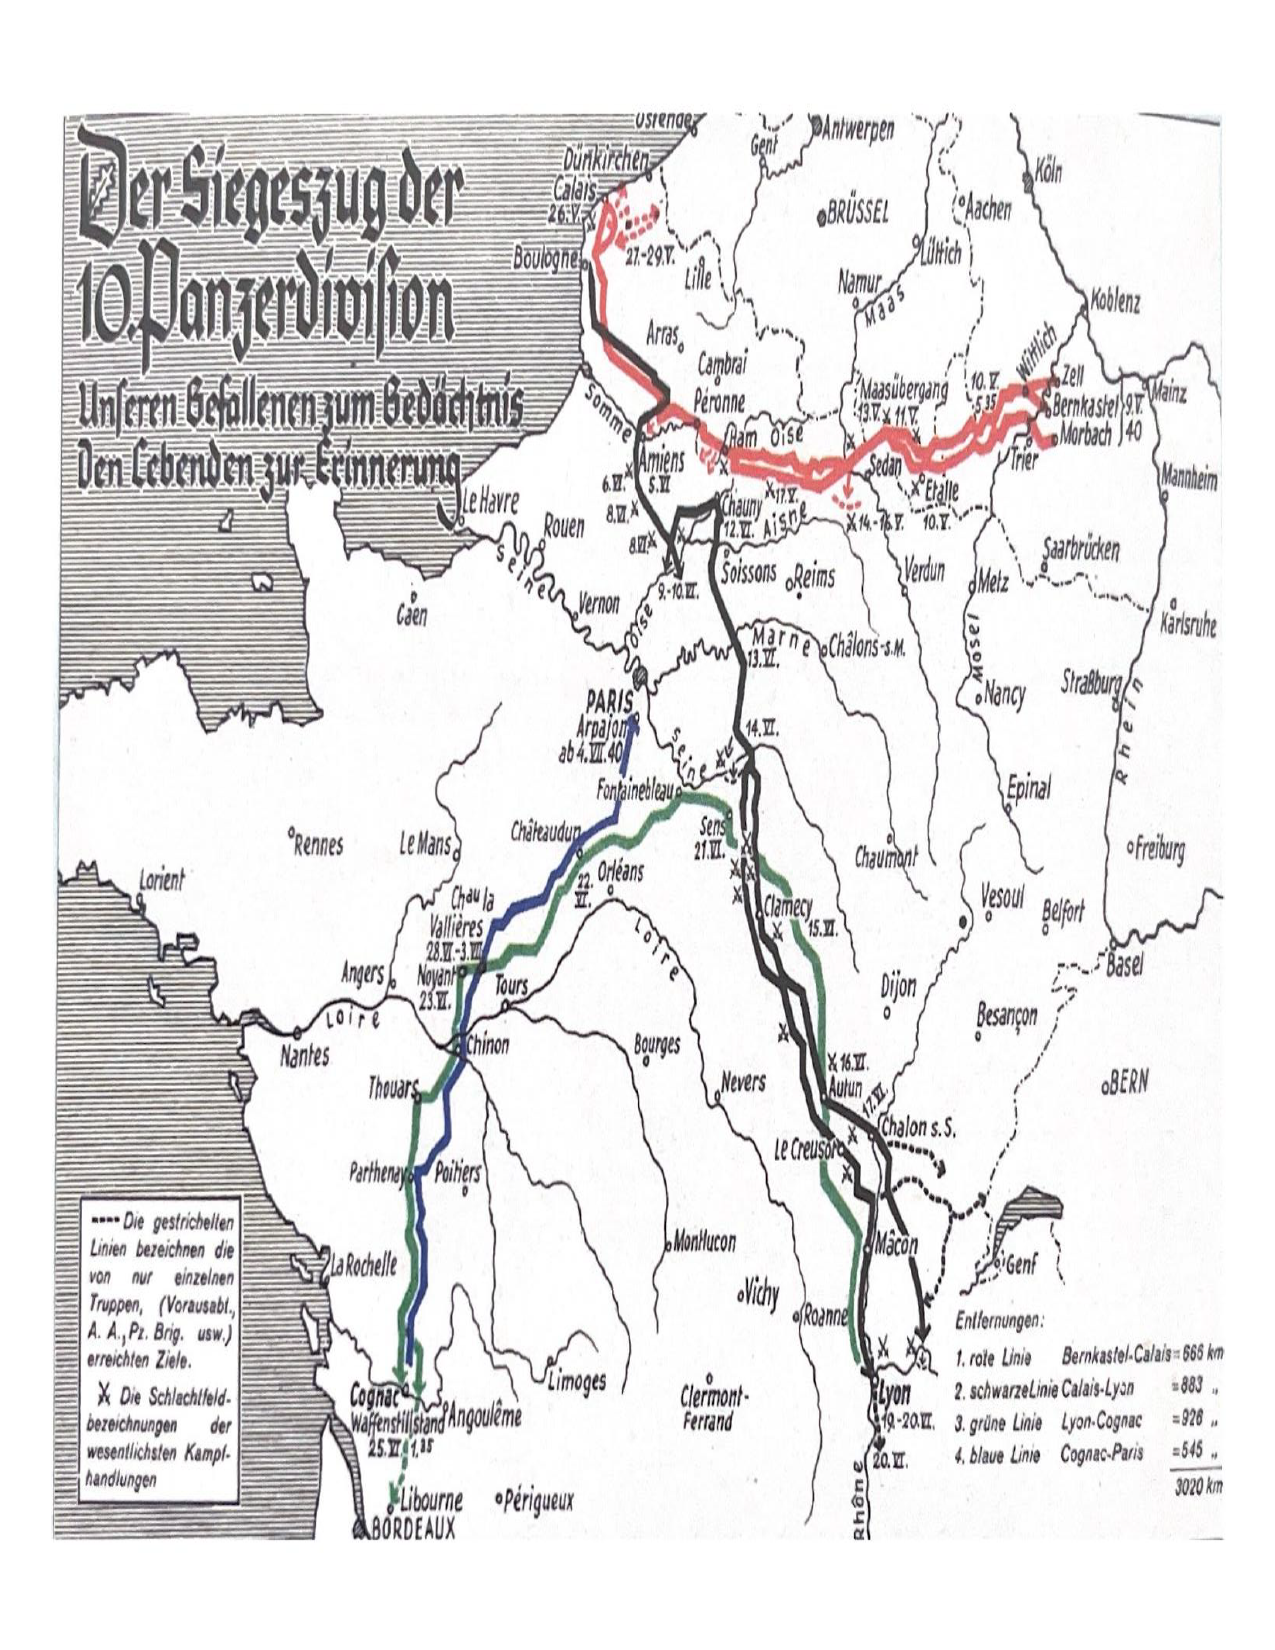 Der Siegeszug der
10. Panzerdivision
Unseren Gefallenen zum Gedächtnis
Den Lebenden zur Erinnerung
Ostende
Antwerpen
Gent
Dünkirchen
Calais
26.V.
Köln
BRÜSSEL
Aachen
Boulogne
27.-29.V.
Lille
Lüttich
Namur
Maas
Koblenz
Arras
Cambrai
Wittlich
Zell
Mainz
Somme
Péronne
Maasübergang
13.V. 11.V.
10.V.
5 35
Bernkastel 9.V.
Morbach 40
Ham Oise
Trier
Amiens
5.VI
6.VI.
Sedan
Etalle
10.V.
Mannheim
Le Havre
8.VI.
Chauny
12.VI.
17.V.
Aisne
14.-16.V.
Rouen
8.VI.
Seine
Soissons
Reims
Verdun
Metz
Saarbrücken
9.-10.VI.
Caen
Vernon
Oise
Karlsruhe
Marne
13.VI.
Châlons-s.M.
Mosel
PARIS
Nancy
Straßburg
Rhein
Arpajon
ab 4.VII.40
Seine
14.VI.
Fontainebleau
Epinal
Rennes
Le Mans
Châteaudun
Sens
21.VI.
Chaumont
Freiburg
Lorient
Orléans
22.
VI.
Chau la
Vallières
28.VI.-3.VII
Clamecy
15.VI.
Vesoul
Belfort
Loire
Angers
Noyant
23.VI.
Tours
Dijon
Basel
Loire
Nantes
Chinon
Bourges
Besançon
Thouars
Nevers
16.VI.
Autun
BERN
17.VI
Chalon s.S.
Le Creusot
Parthenay
Poitiers
Montlucon
Mâcon
Genf
La Rochelle
Vichy
Roanne
Limoges
Clermont-
Ferrand
Lyon
19.-20.VI.
20.VI.
Rhône
Cognac
Waffenstillstand
25.VI. 1,35
Angoulême
Libourne
Périgueux
BORDEAUX
---- Die gestrichelten
Linien bezeichnen die
von nur einzelnen
Truppen, (Vorausabt.,
A. A., Pz. Brig. usw.)
erreichten Ziele.
Die Schlachtfeld-
bezeichnungen der
wesentlichsten Kampf-
handlungen
Entfernungen:
1. rote Linie Bernkastel-Calais = 666 km
2. schwarze Linie Calais-Lyon = 883 „
3. grüne Linie Lyon-Cognac = 926 „
4. blaue Linie Cognac-Paris = 545 „
3020 km